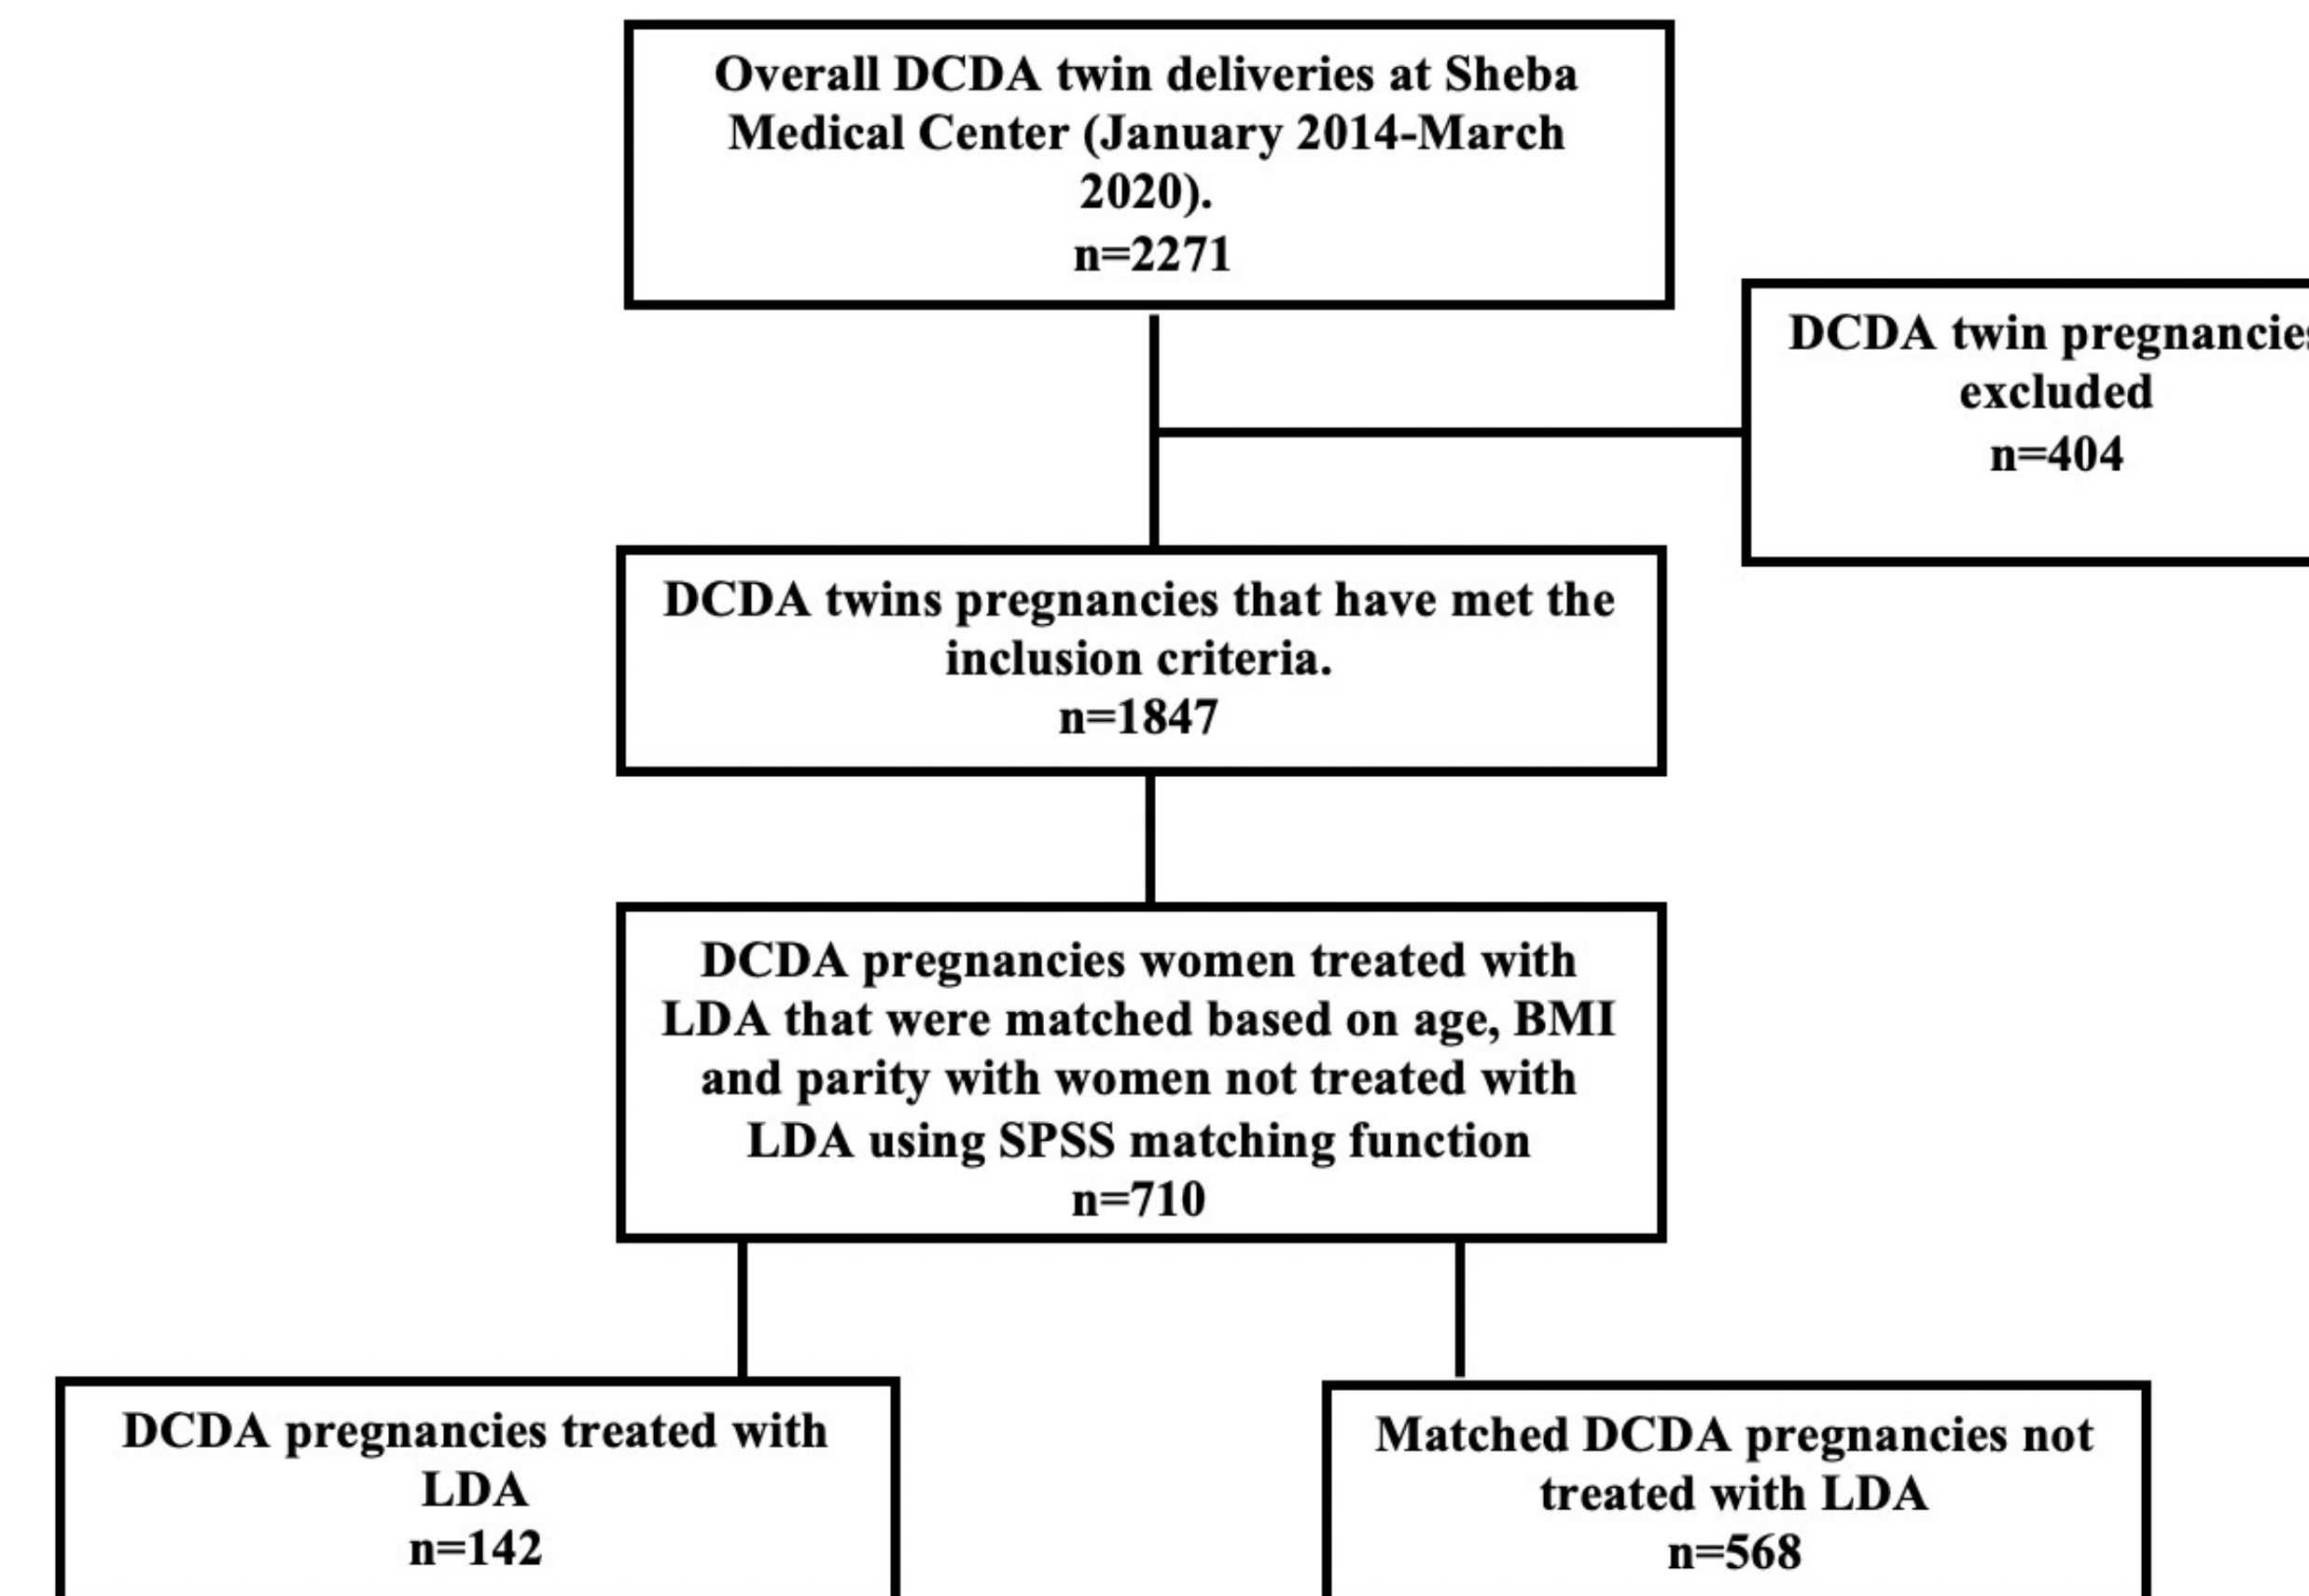 Overall DCDA twin deliveries at Sheba
Medical Center (January 2014-March
2020).
n=2271
DCDA twin pregnancies
excluded
n=404
DCDA twins pregnancies that have met the
inclusion criteria.
n=1847
DCDA pregnancies women treated with
LDA that were matched based on age, BMI
and parity with women not treated with
LDA using SPSS matching function
n=710
DCDA pregnancies treated with
LDA
n=142
Matched DCDA pregnancies not
treated with LDA
n=568